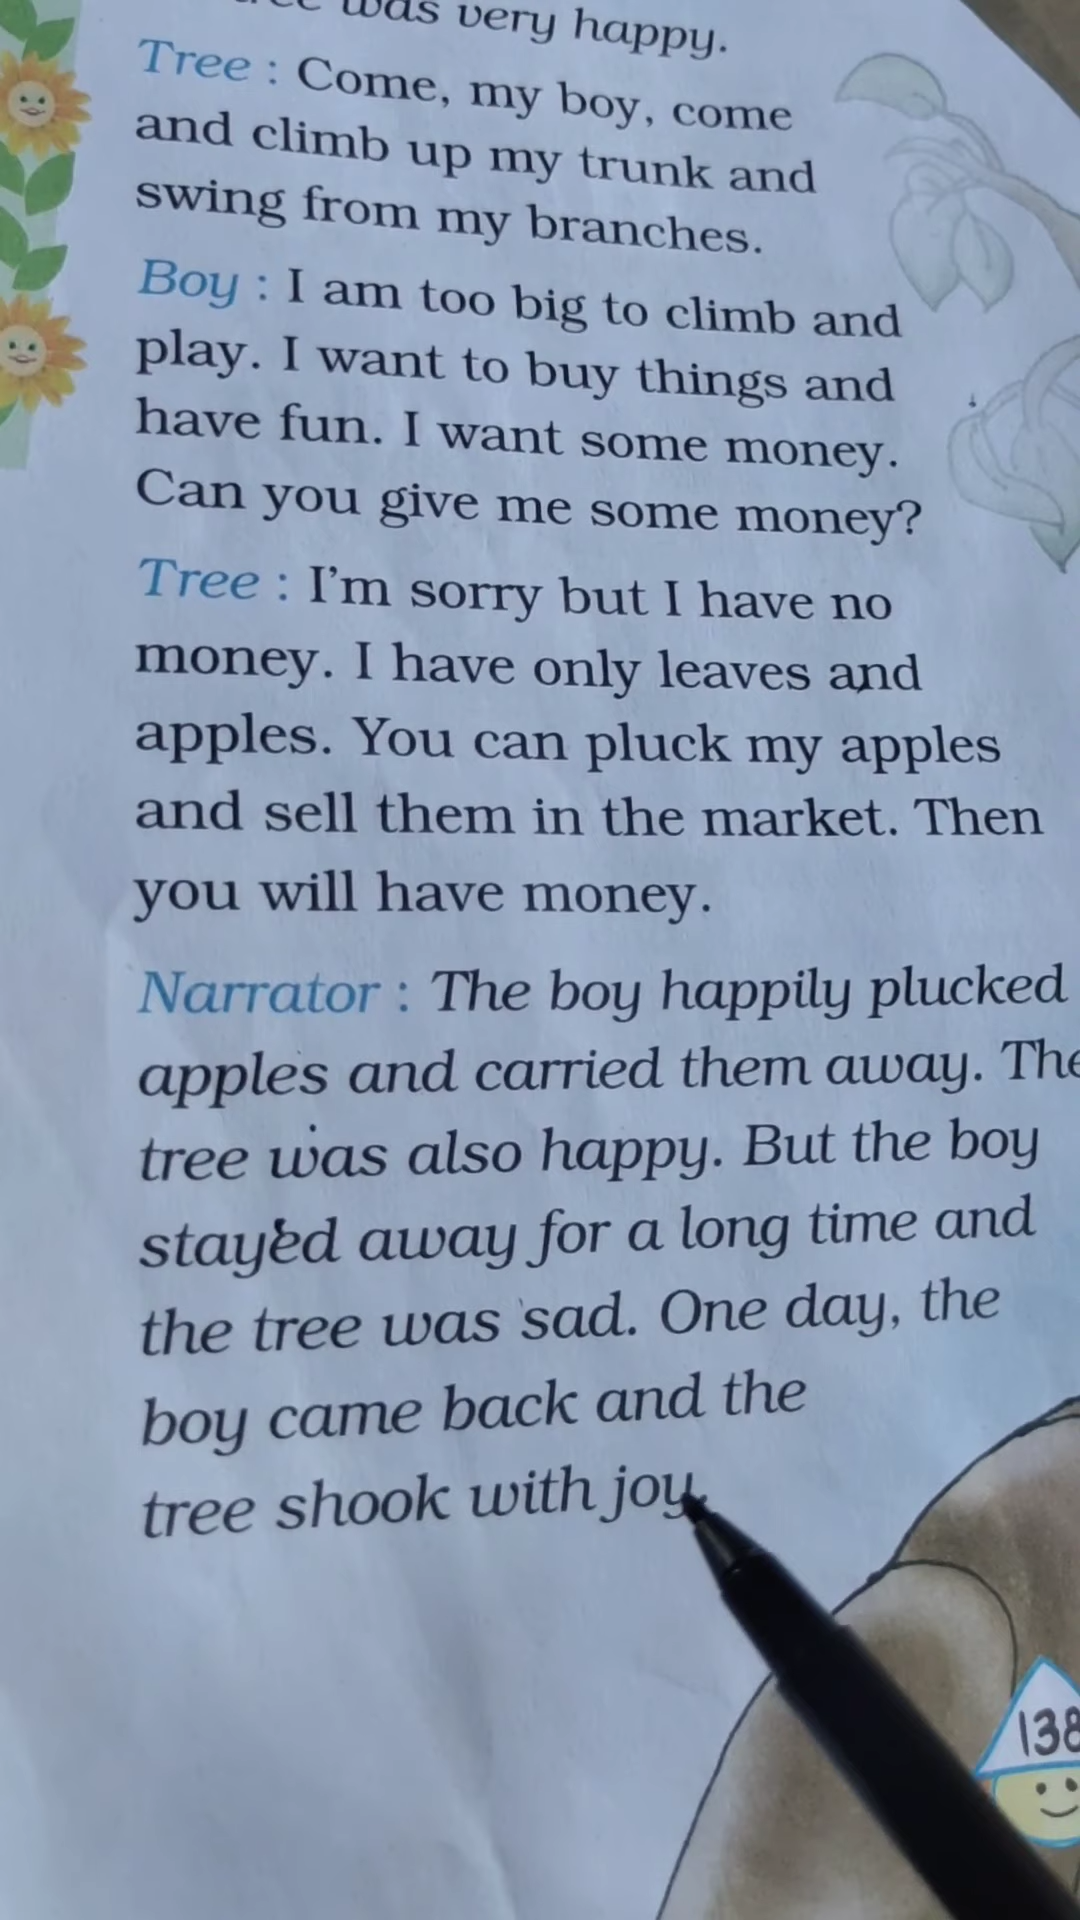 was very happy.
Tree : Come, my boy, come
and climb up my trunk and
swing from my branches.
Boy : I am too big to climb and
play. I want to buy things and
have fun. I want some money.
Can you give me some money?
Tree : I'm sorry but I have no
money. I have only leaves and
apples. You can pluck my apples
and sell them in the market. Then
you will have money.
Narrator : The boy happily plucked
apples and carried them away. The
tree was also happy. But the boy
stayed away for a long time and
the tree was sad. One day, the
boy came back and the
tree shook with joy.
138